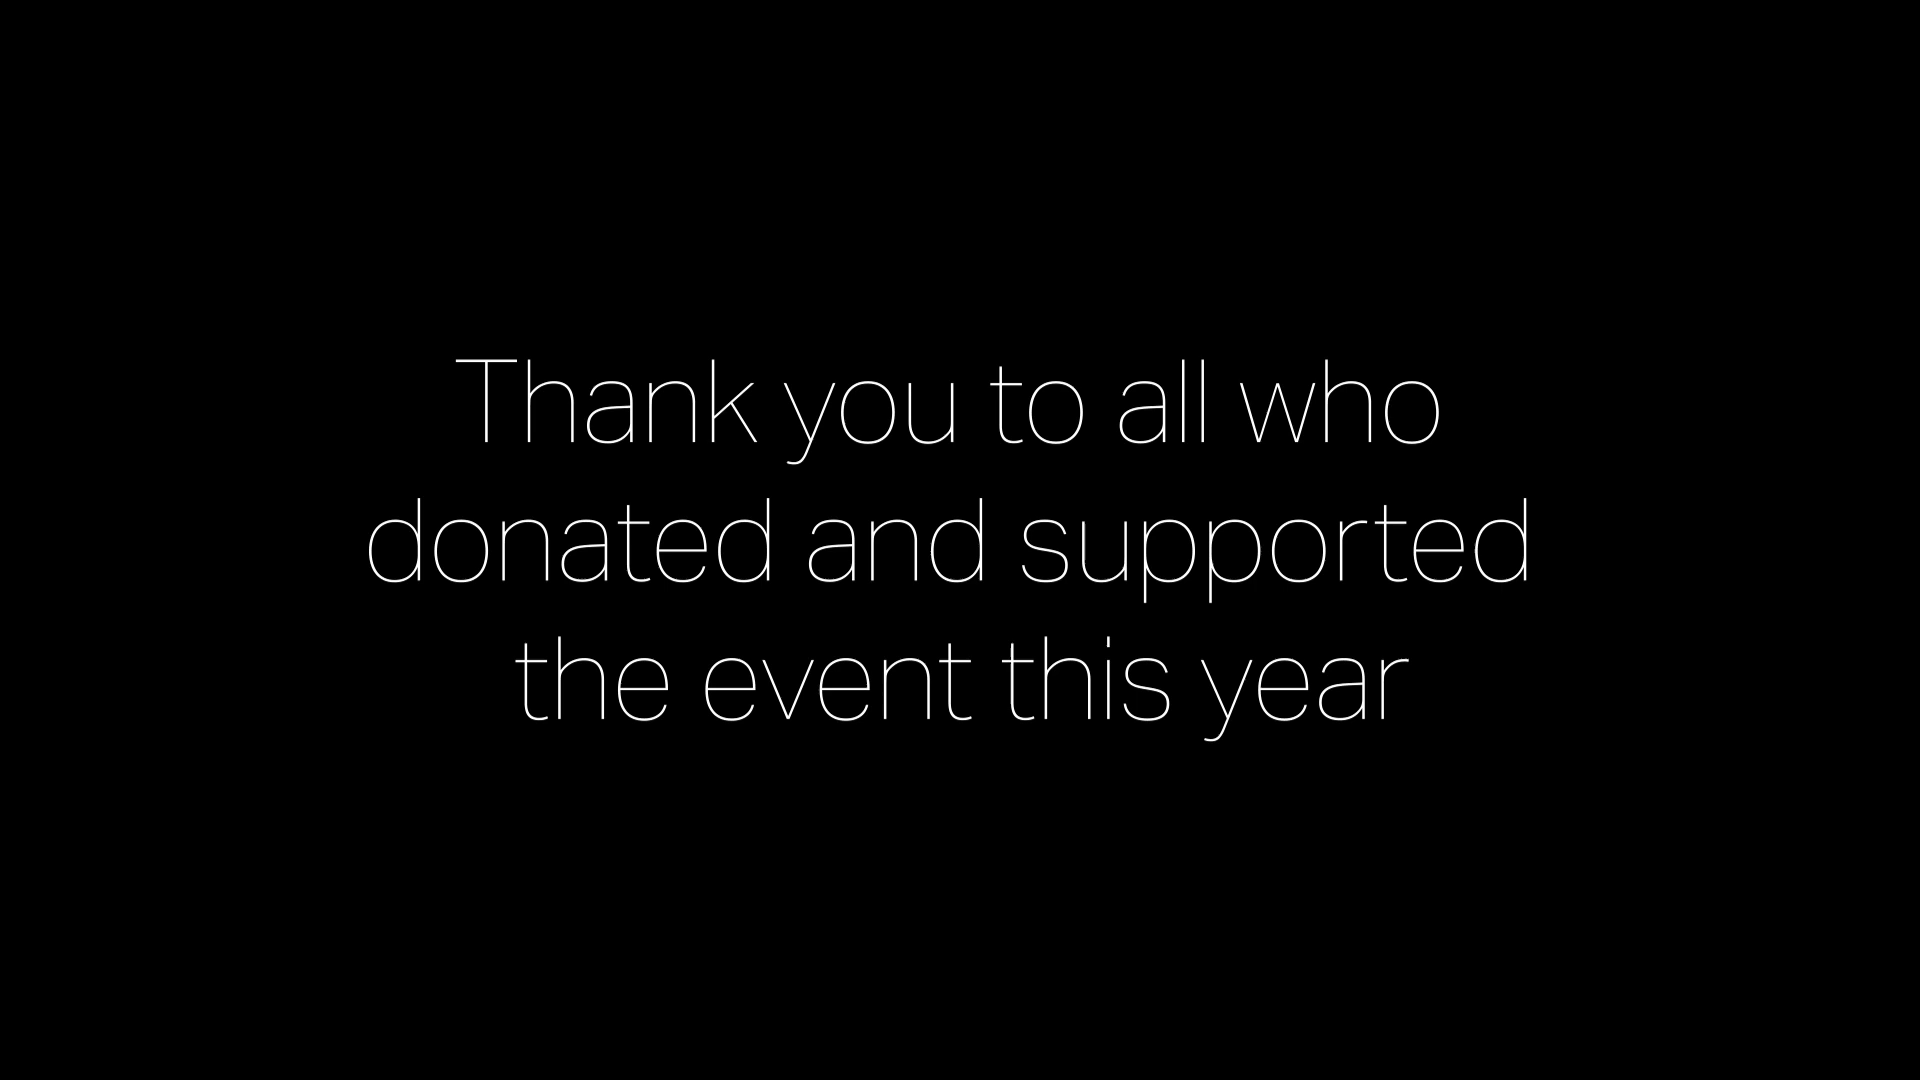 Thank you to all who
donated and supported
the event this year